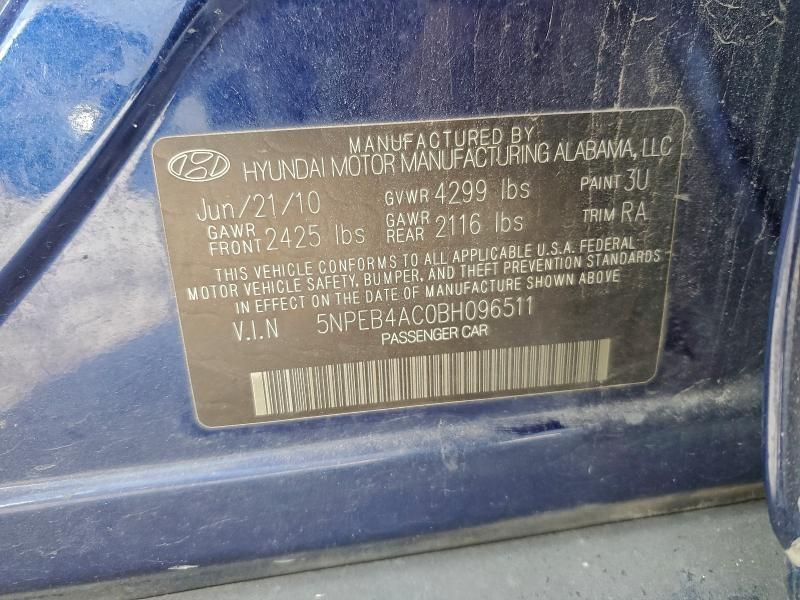 MANUFACTURED BY
HYUNDAI MOTOR MANUFACTURING ALABAMA, LLC
Jun/21/10 GVWR 4299 lbs PAINT 3U
GAWR FRONT 2425 lbs GAWR REAR 2116 lbs TRIM RA
THIS VEHICLE CONFORMS TO ALL APPLICABLE U.S.A. FEDERAL
MOTOR VEHICLE SAFETY, BUMPER, AND THEFT PREVENTION STANDARDS
IN EFFECT ON THE DATE OF MANUFACTURE SHOWN ABOVE
V.I.N 5NPEB4AC0BH096511
PASSENGER CAR